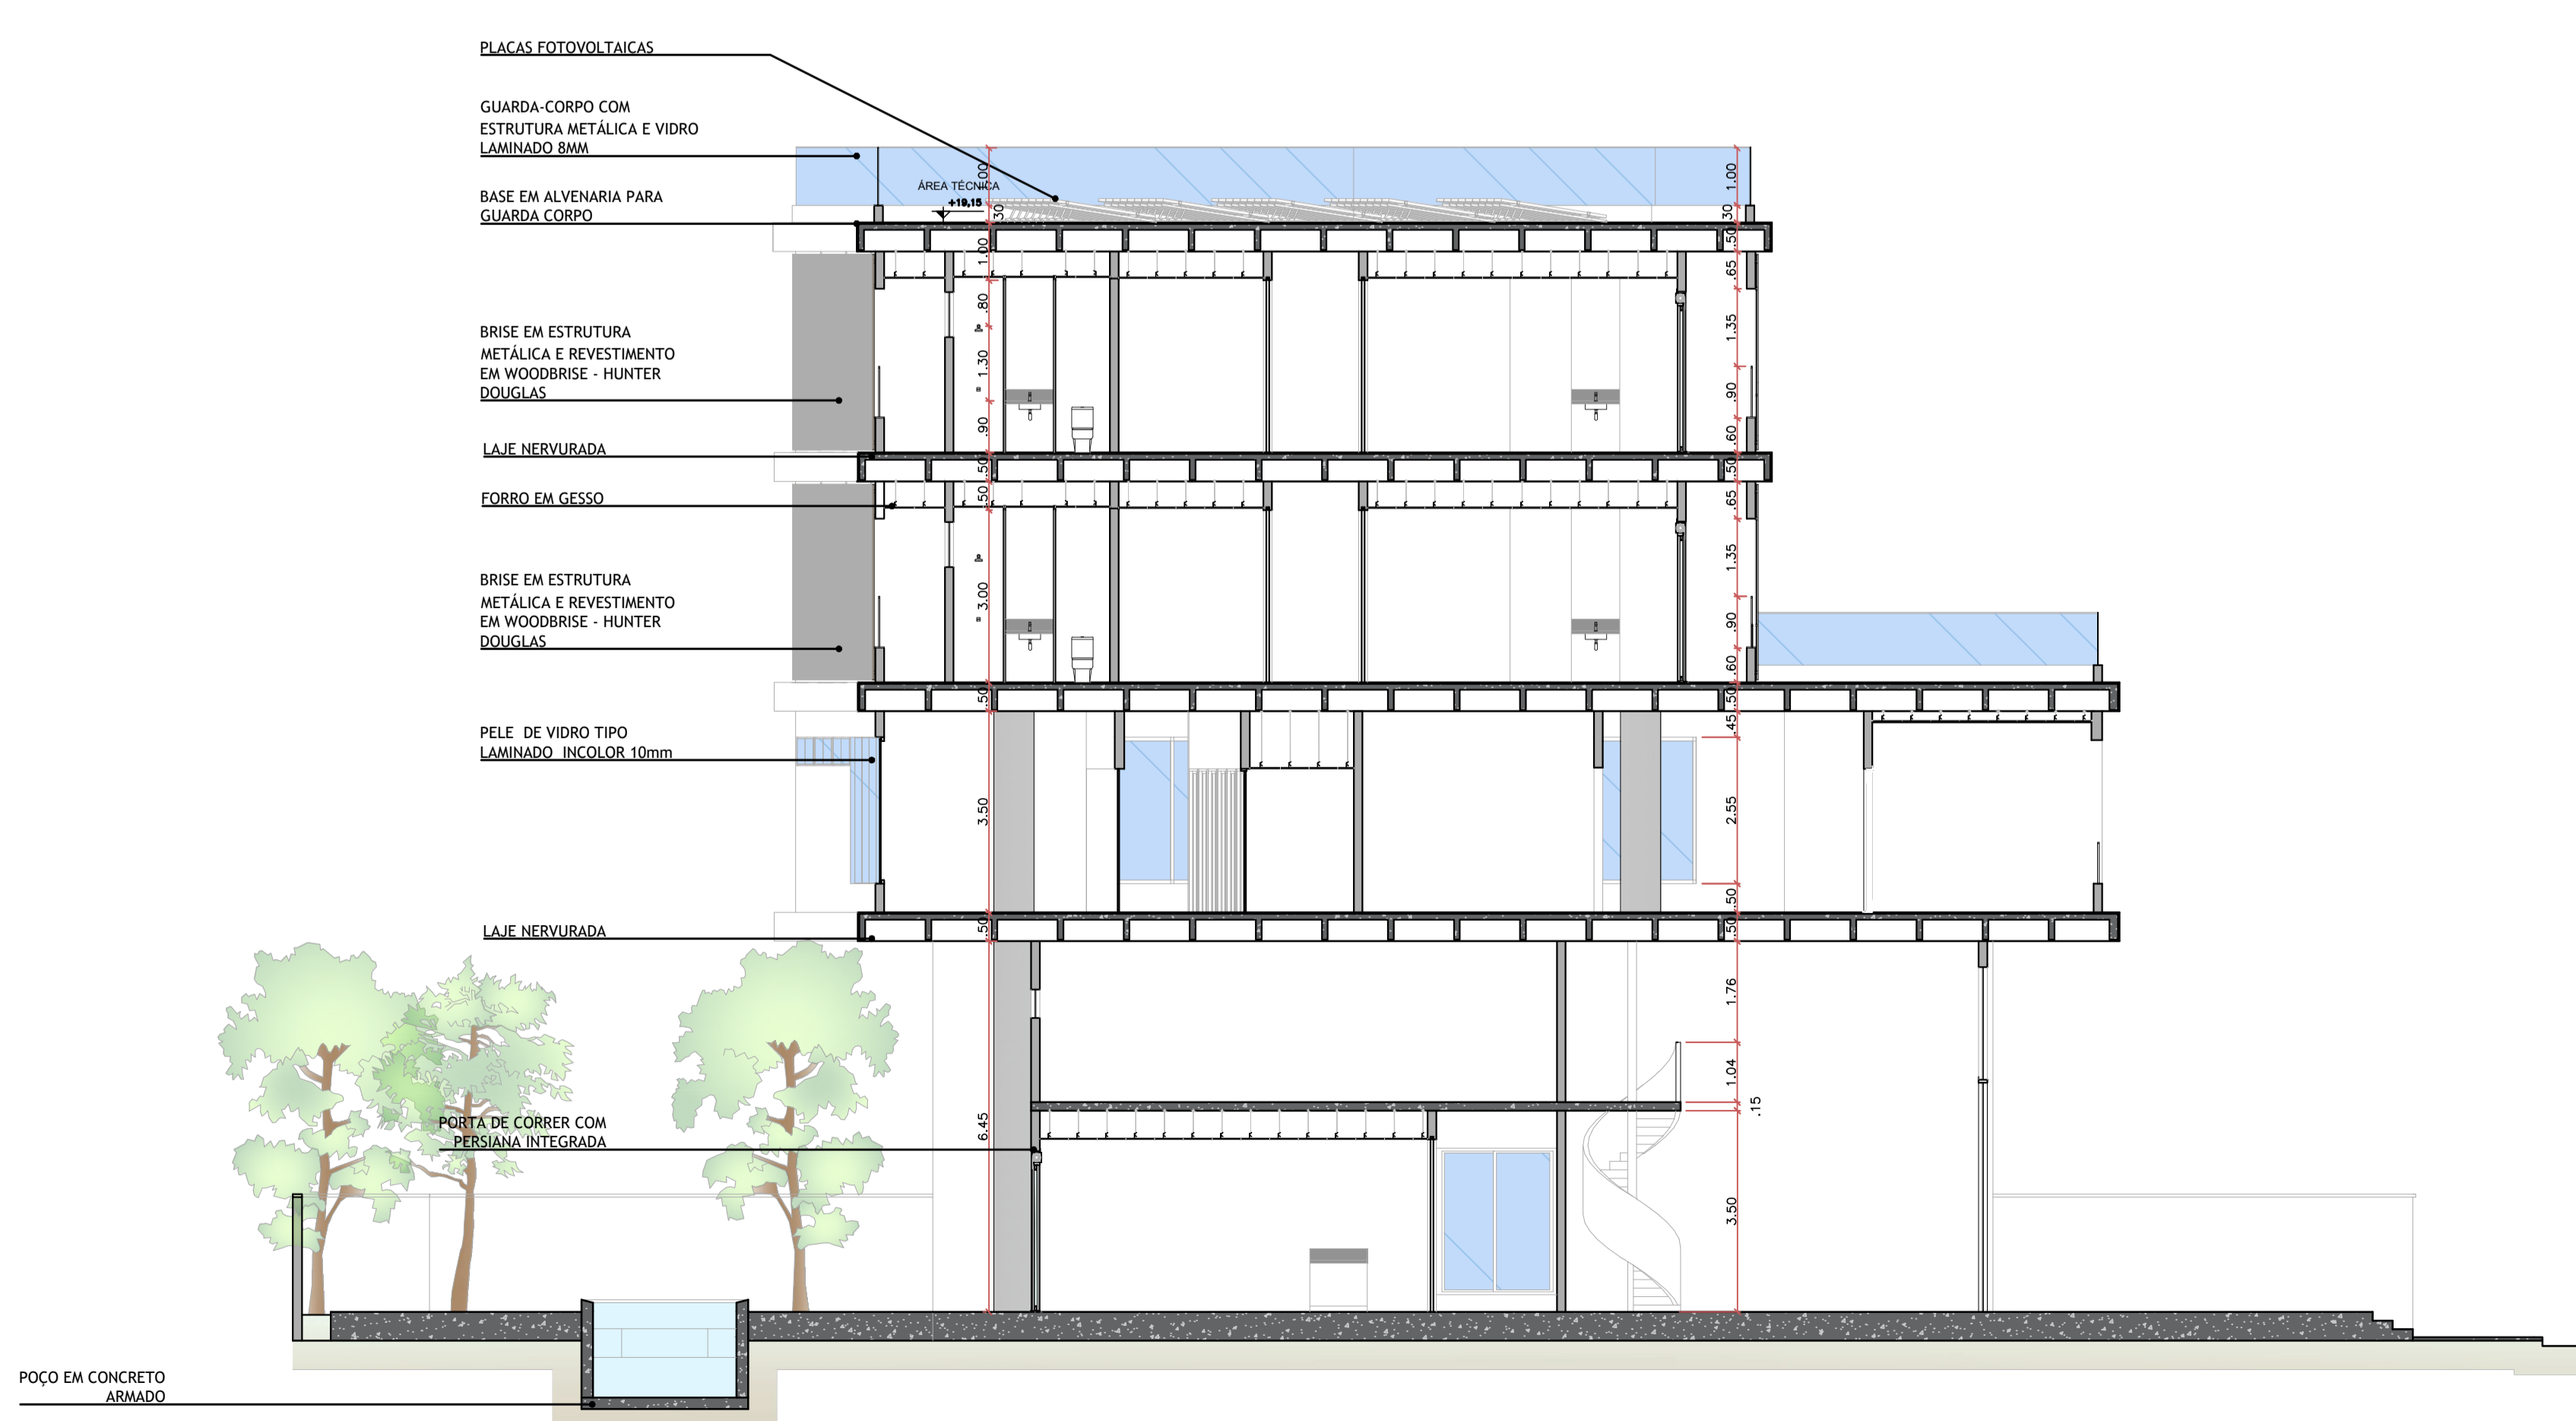 PLACAS FOTOVOLTAICAS
GUARDA-CORPO COM
ESTRUTURA METÁLICA E VIDRO
LAMINADO 8MM
BASE EM ALVENARIA PARA
GUARDA CORPO
BRISE EM ESTRUTURA
METÁLICA E REVESTIMENTO
EM WOODBRISE - HUNTER
DOUGLAS
LAJE NERVURADA
FORRO EM GESSO
BRISE EM ESTRUTURA
METÁLICA E REVESTIMENTO
EM WOODBRISE - HUNTER
DOUGLAS
PELE DE VIDRO TIPO
LAMINADO INCOLOR 10mm
LAJE NERVURADA
PORTA DE CORRER COM
PERSIANA INTEGRADA
POÇO EM CONCRETO
ARMADO
ÁREA TÉCNICA
+19,15
1.00
.30
1.00
.80
1.30
.90
.50
.50
3.00
.50
3.50
.50
6.45
1.00
.30
.50
.65
1.35
.90
.60
.50
.65
1.35
.90
.60
.50
.45
2.55
.50
.50
1.76
1.04
.15
3.50